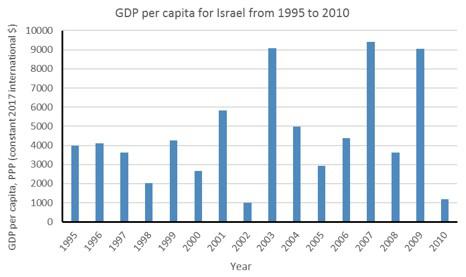 GDP per capita for Israel from 1995 to 2010
GDP per capita, PPP (constant 2017 international $)
10000
9000
8000
7000
6000
5000
4000
3000
2000
1000
0
1995 1996 1997 1998 1999 2000 2001 2002 2003 2004 2005 2006 2007 2008 2009 2010
Year